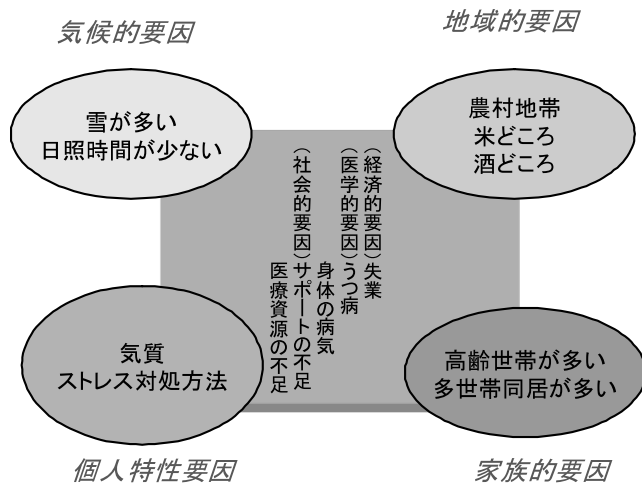 気候的要因
地域的要因
雪が多い
日照時間が少ない
農村地帯
米どころ
酒どころ
（経済的要因）失業
（医学的要因）うつ病
身体の病気
（社会的要因）サポートの不足
医療資源の不足
気質
ストレス対処方法
高齢世帯が多い
多世帯同居が多い
個人特性要因
家族的要因